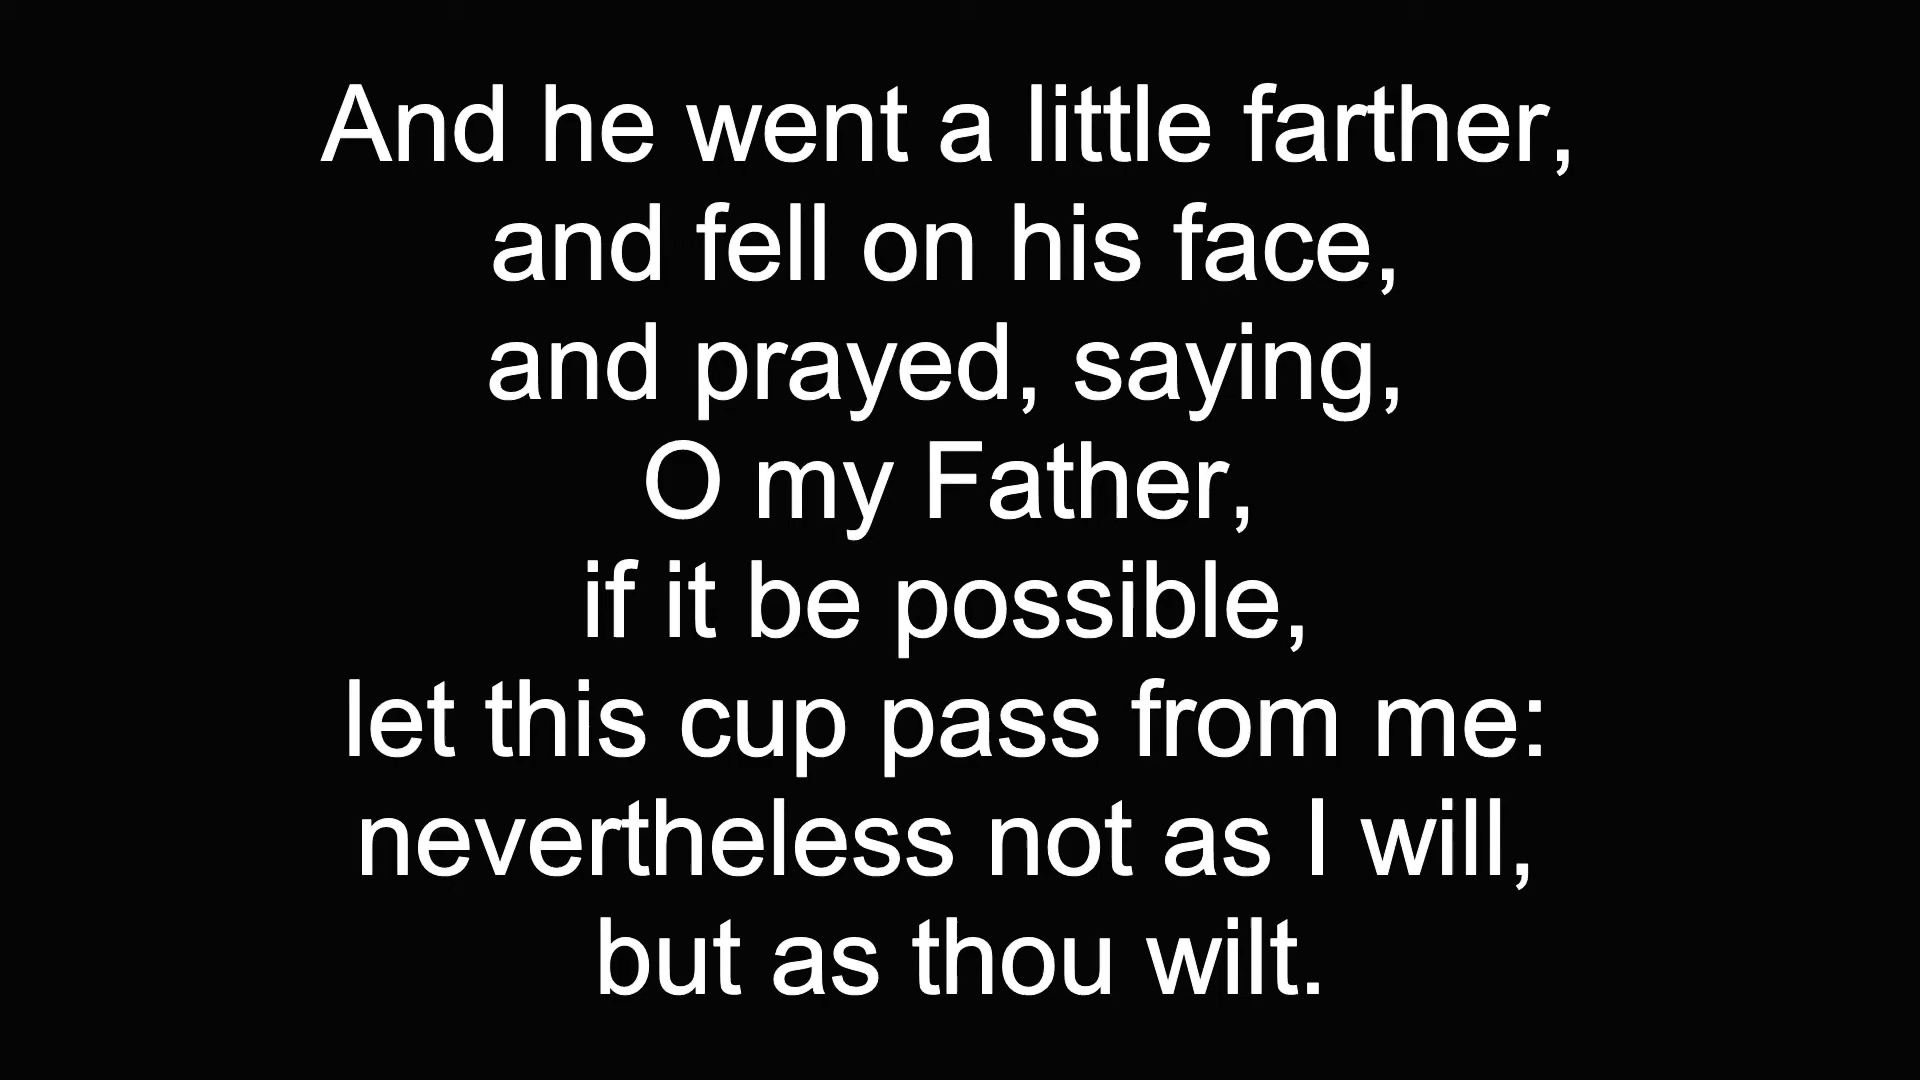 And he went a little farther,
and fell on his face,
and prayed, saying,
O my Father,
if it be possible,
let this cup pass from me:
nevertheless not as I will,
but as thou wilt.